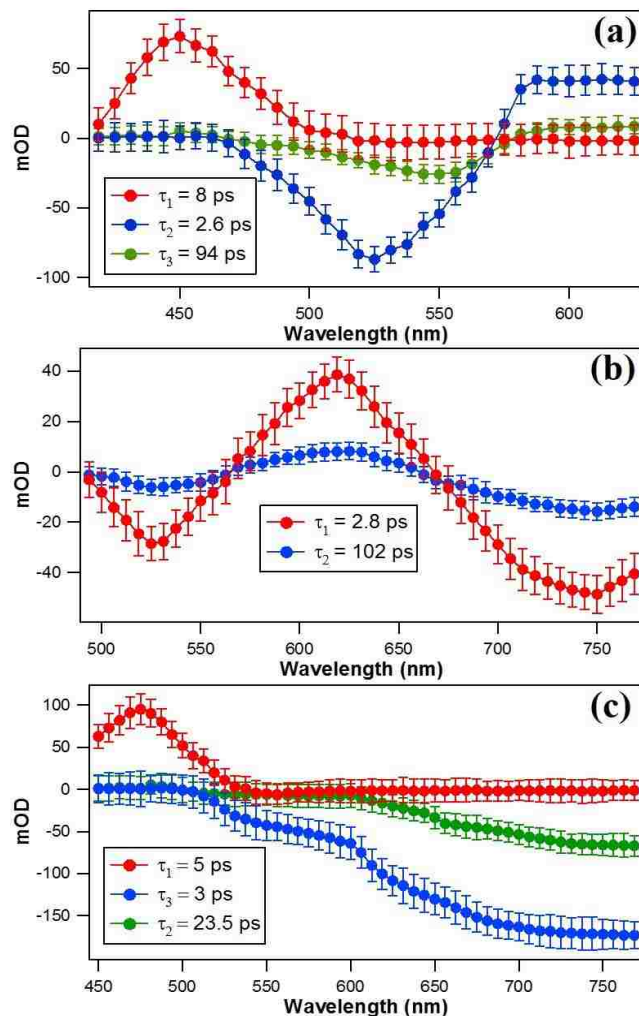 (a)
50
0
-50
-100
mOD
τ1 = 8 ps
τ2 = 2.6 ps
τ3 = 94 ps
450
500
550
600
Wavelength (nm)
(b)
40
20
0
-20
-40
mOD
τ1 = 2.8 ps
τ2 = 102 ps
500
550
600
650
700
750
Wavelength (nm)
(c)
100
50
0
-50
-100
-150
mOD
τ1 = 5 ps
τ3 = 3 ps
τ2 = 23.5 ps
450
500
550
600
650
700
750
Wavelength (nm)